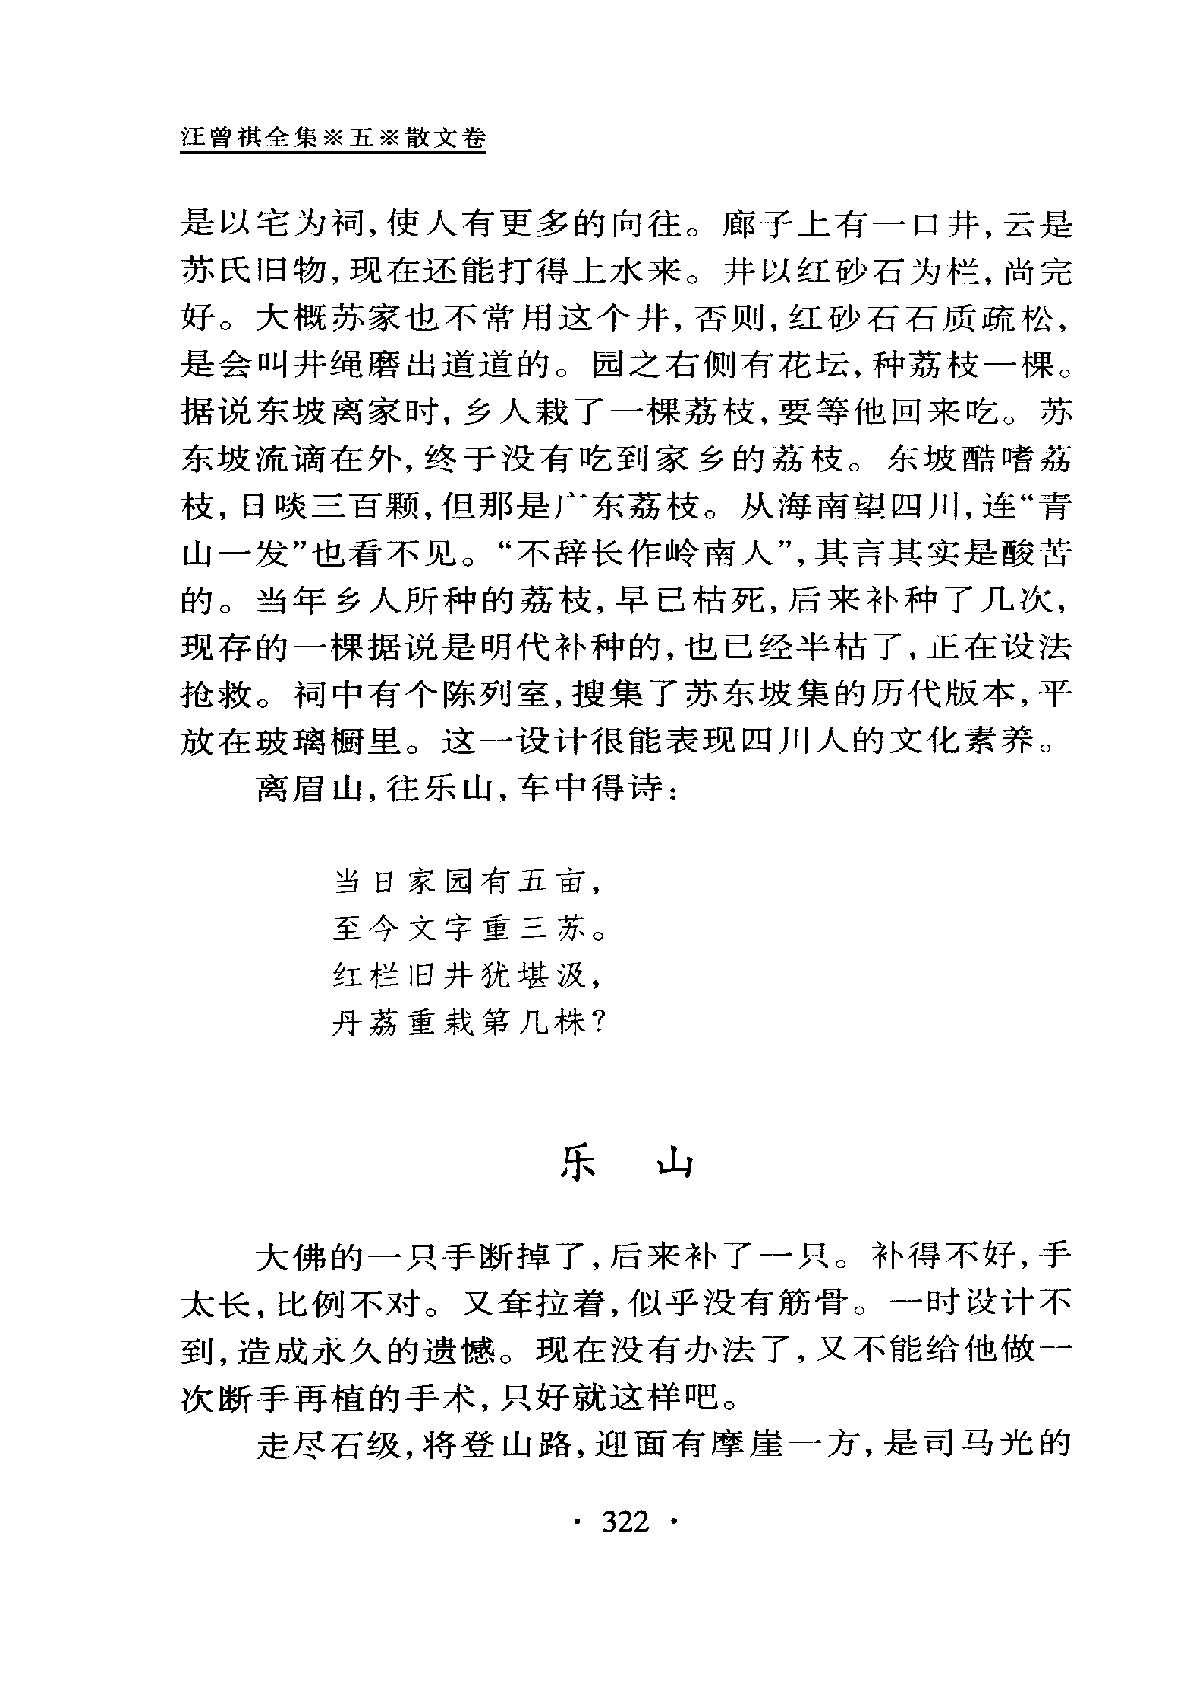 汪曾祺全集※五※散文卷
是以宅为祠,使人有更多的向往。廊子上有一口井,云是
苏氏旧物,现在还能打得上水来。井以红砂石为栏,尚完
好。大概苏家也不常用这个井,否则,红砂石石质疏松,
是会叫井绳磨出道道的。园之右侧有花坛,种荔枝一棵。
据说东坡离家时,乡人栽了一棵荔枝,要等他回来吃。苏
东坡流谪在外,终于没有吃到家乡的荔枝。东坡酷嗜荔
枝,日啖三百颗,但那是广东荔枝。从海南望四川,连“青
山一发”也看不见。“不辞长作岭南人”,其言其实是酸苦
的。当年乡人所种的荔枝,早已枯死,后来补种了几次,
现存的一棵据说是明代补种的,也已经半枯了,正在设法
抢救。祠中有个陈列室,搜集了苏东坡集的历代版本,平
放在玻璃橱里。这一设计很能表现四川人的文化素养。
离眉山,往乐山,车中得诗:
当日家园有五亩,
至今文字重三苏。
红栏旧井犹堪汲,
丹荔重栽第几株?
乐 山
大佛的一只手断掉了,后来补了一只。补得不好,手
太长,比例不对。又耷拉着,似乎没有筋骨。一时设计不
到,造成永久的遗憾。现在没有办法了,又不能给他做一
次断手再植的手术,只好就这样吧。
走尽石级,将登山路,迎面有摩崖一方,是司马光的
· 322 ·